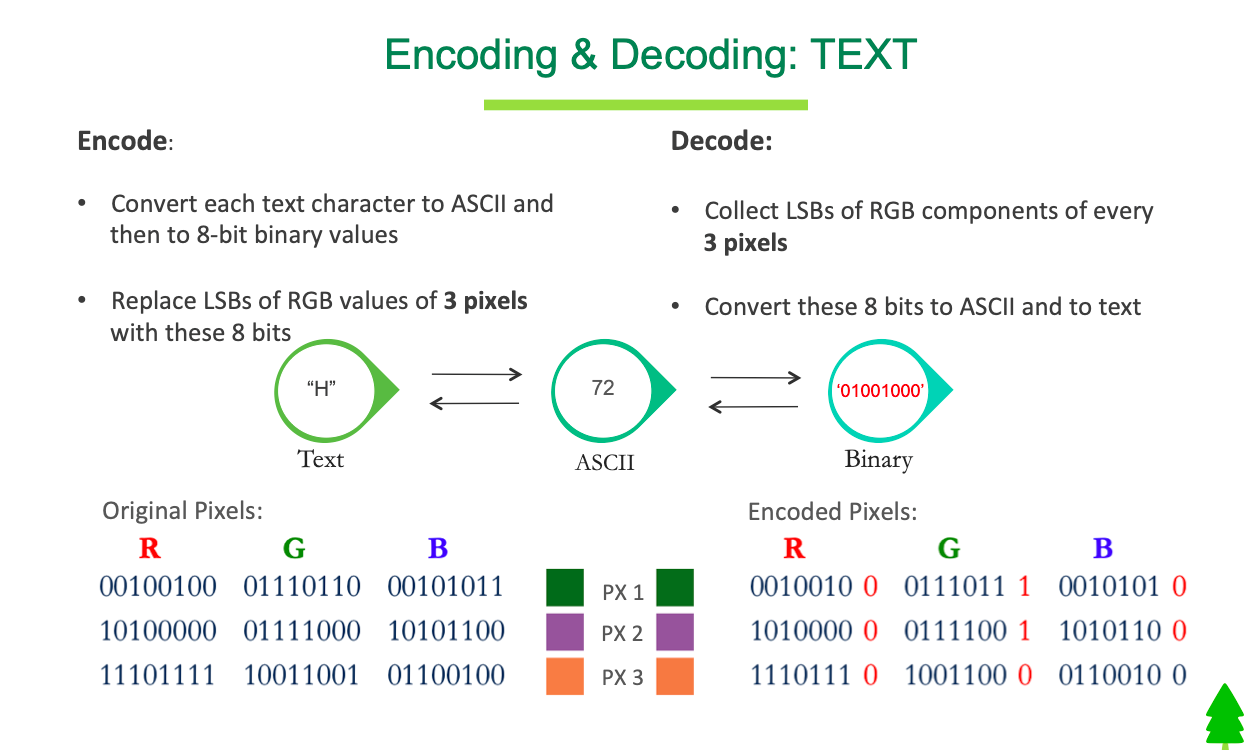 Encoding & Decoding: TEXT
Encode:
• Convert each text character to ASCII and
then to 8-bit binary values
• Replace LSBs of RGB values of 3 pixels
with these 8 bits
Decode:
• Collect LSBs of RGB components of every
3 pixels
• Convert these 8 bits to ASCII and to text
“H”
72
‘01001000’
Text
ASCII
Binary
Original Pixels:
R G B
00100100 01110110 00101011
10100000 01111000 10101100
11101111 10011001 01100100
PX 1
PX 2
PX 3
Encoded Pixels:
R G B
0010010 0 0111011 1 0010101 0
1010000 0 0111100 1 1010110 0
1110111 0 1001100 0 0110010 0